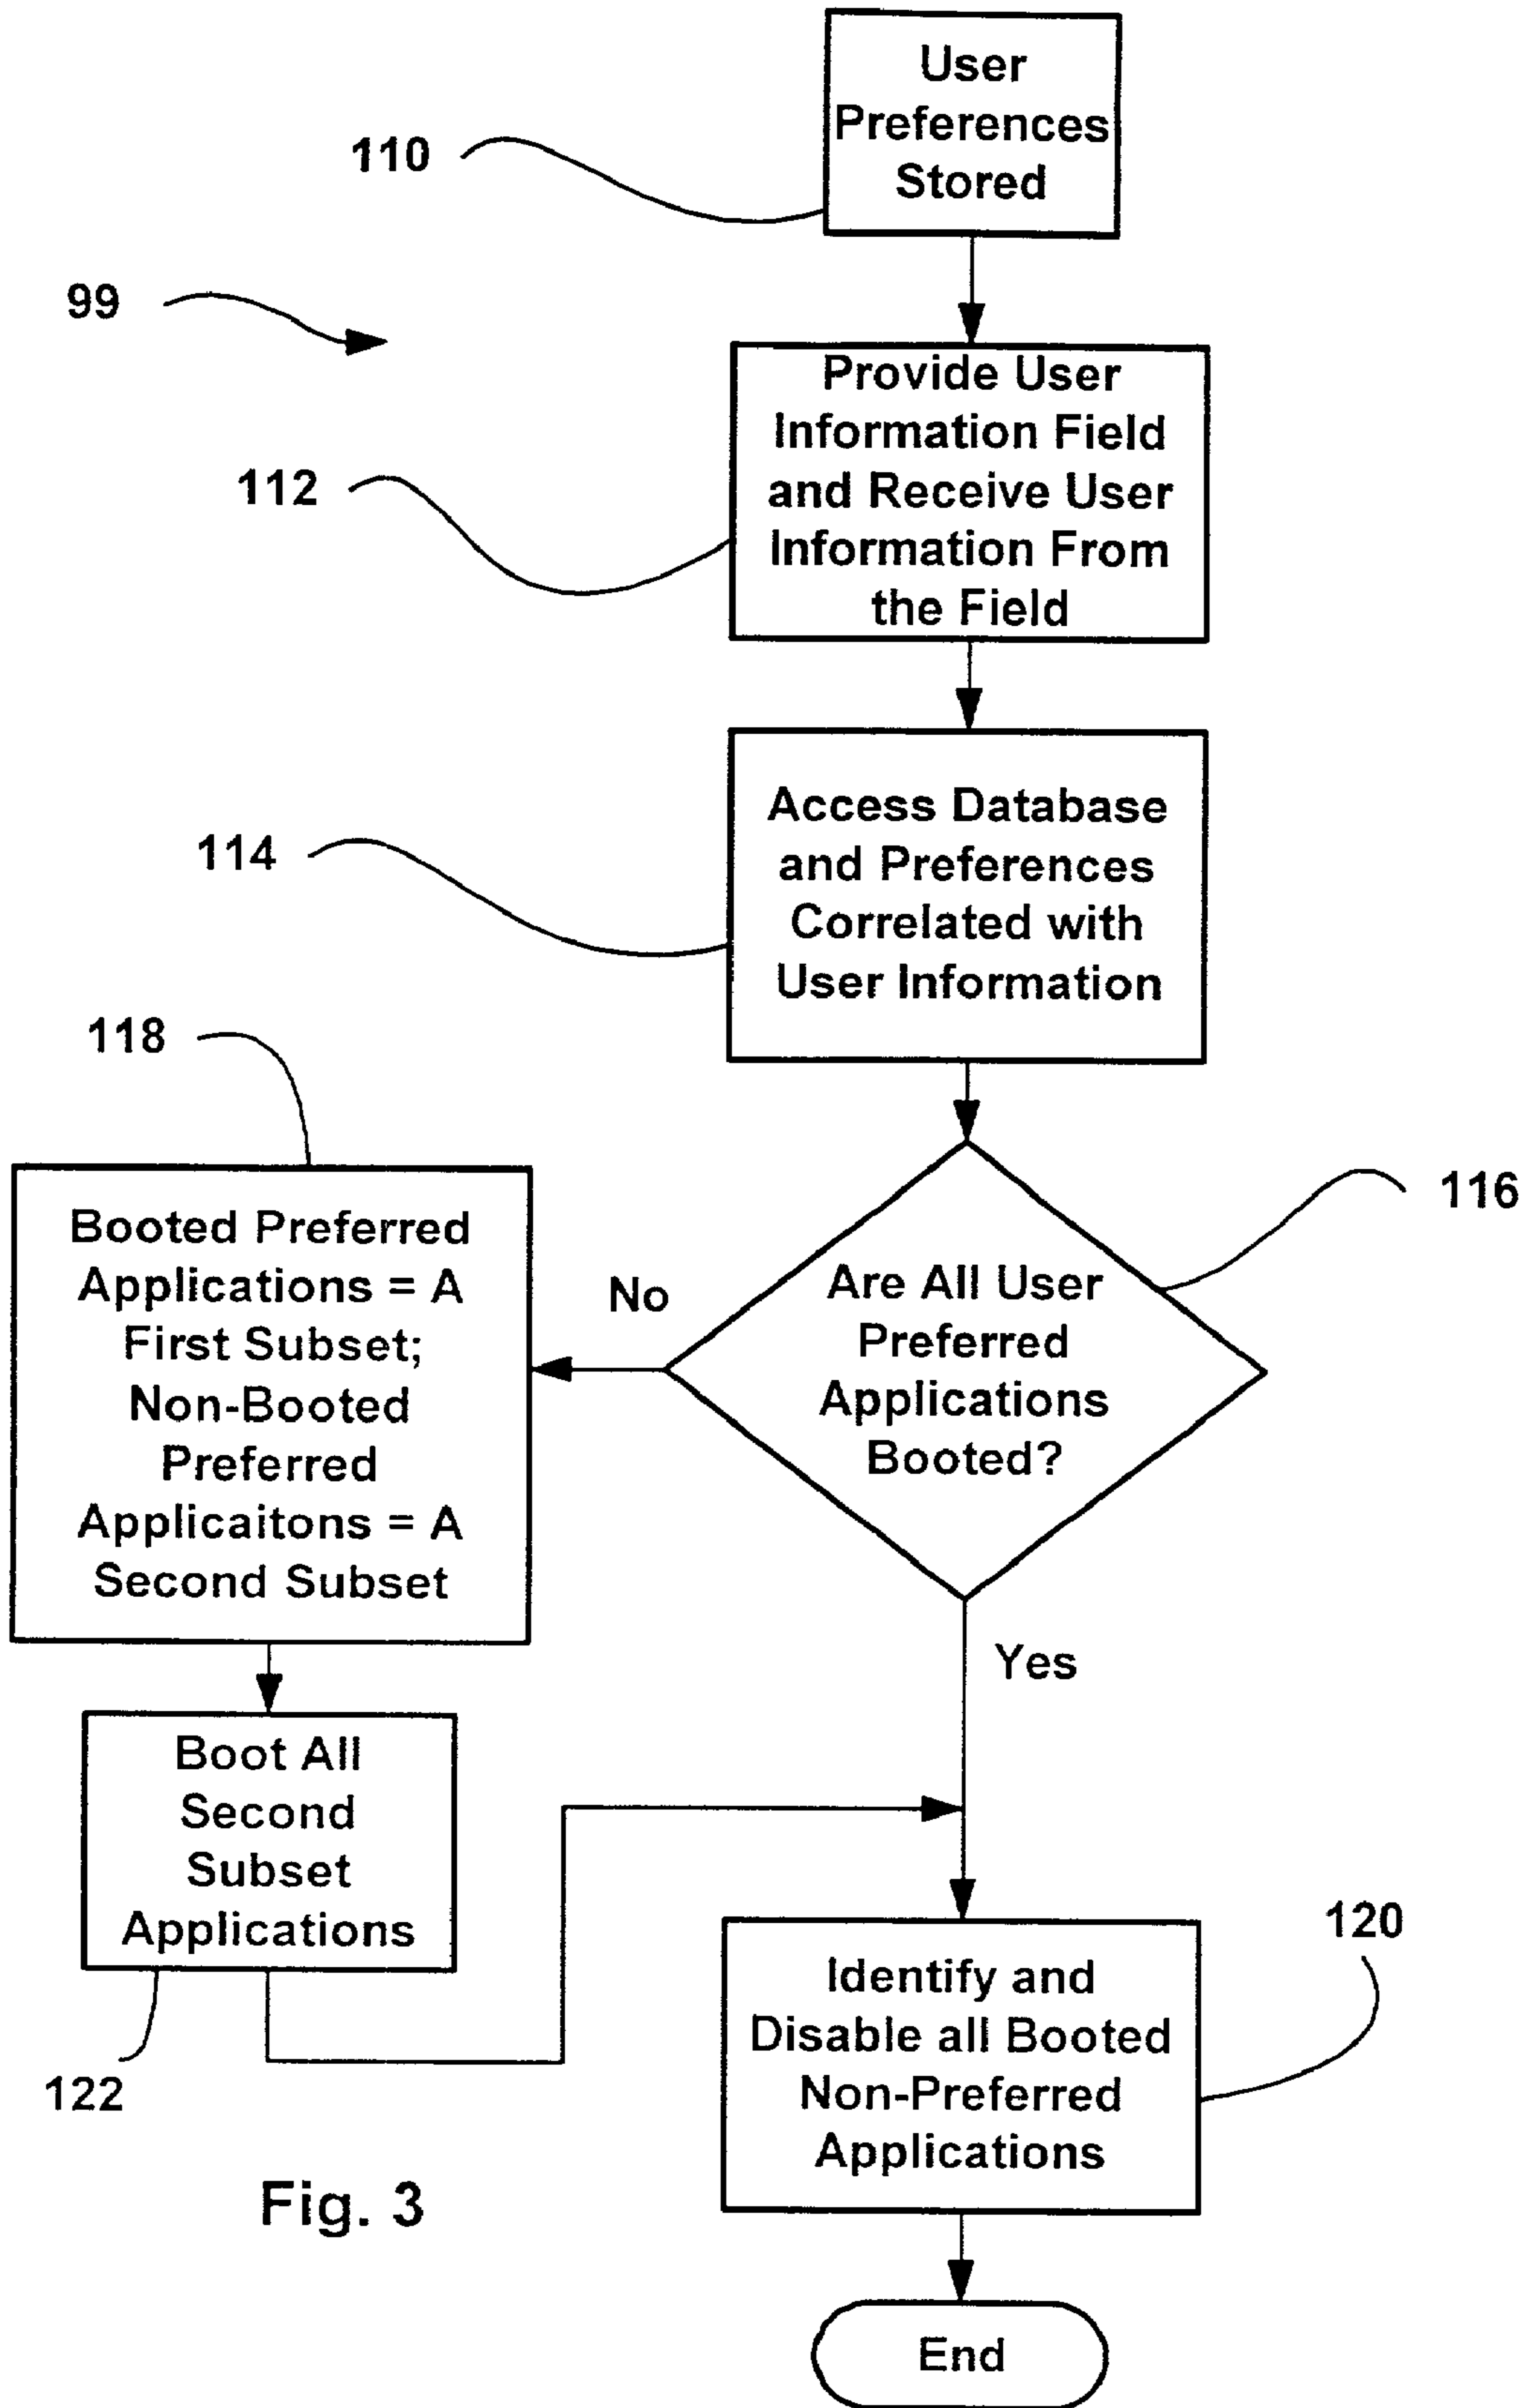 User
Preferences
Stored
110
99
Provide User
Information Field
and Receive User
Information From
the Field
112
Access Database
and Preferences
Correlated with
User Information
114
118
Booted Preferred
Applications = A
First Subset;
Non-Booted
Preferred
Applicaitons = A
Second Subset
No
Are All User
Preferred
Applications
Booted?
116
Yes
Boot All
Second
Subset
Applications
122
120
Identify and
Disable all Booted
Non-Preferred
Applications
Fig. 3
End